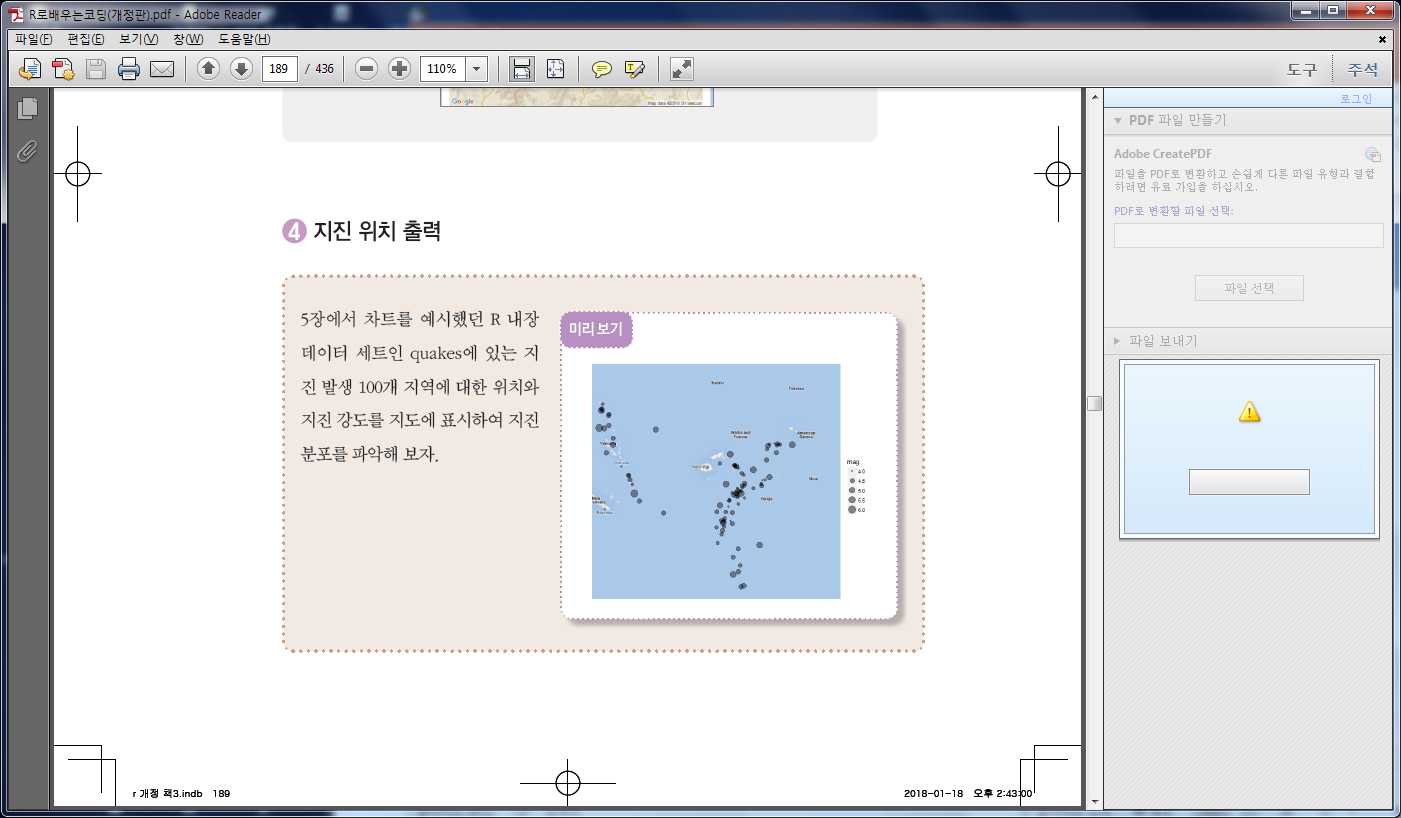 R로배우는코딩(개정판).pdf - Adobe Reader
파일(F) 편집(E) 보기(V) 창(W) 도움말(H)
189 / 436 110% 도구 주석
로그인
PDF 파일 만들기
Adobe CreatePDF
파일을 PDF로 변환하고 손쉽게 다른 파일 유형과 결합
하려면 유료 가입을 하십시오.
PDF로 변환할 파일 선택:
파일 선택
파일 보내기
Google
4 지진 위치 출력
5장에서 차트를 예시했던 R 내장
데이터 세트인 quakes에 있는 지
진 발생 100개 지역에 대한 위치와
지진 강도를 지도에 표시하여 지진
분포를 파악해 보자.
미리 보기
Tuvalu
Tokelau
Wallis and
Futuna
American
Samoa
Niue
Tonga
mag
4.0
4.5
5.0
5.5
6.0
r 개정 책3.indb 189
2018-01-18 오후 2:43:00